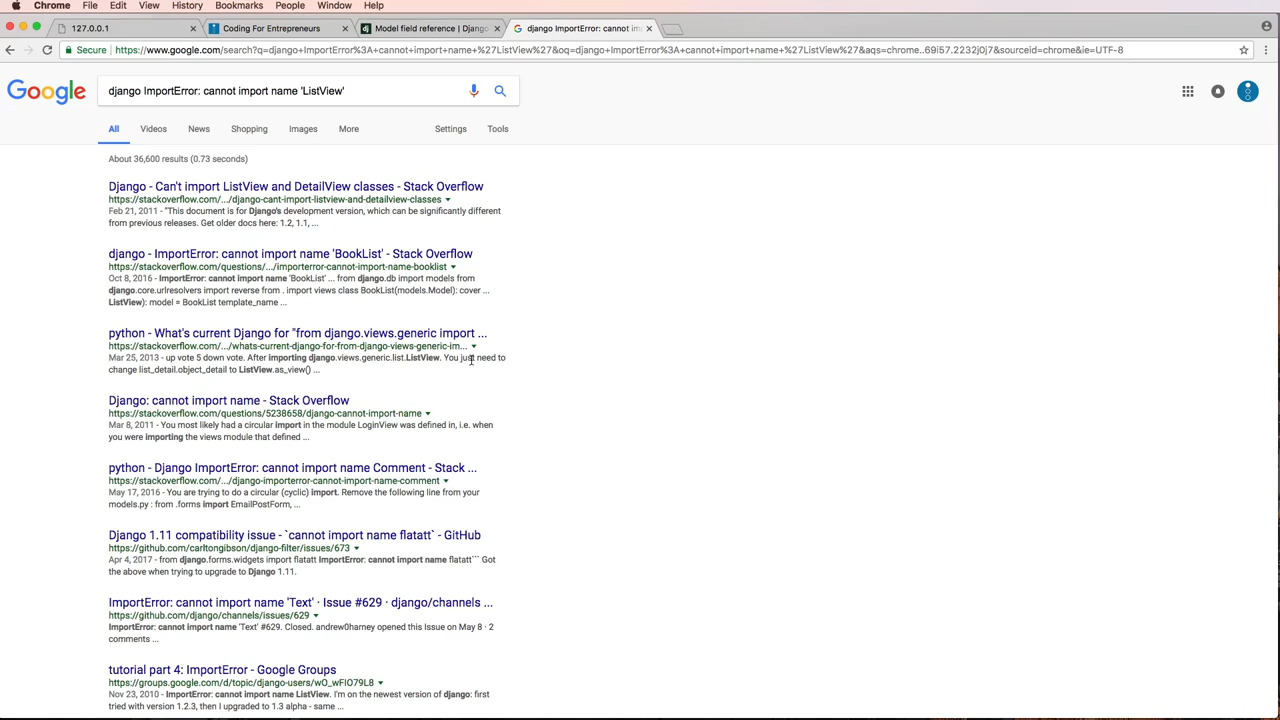 Chrome File Edit View History Bookmarks People Window Help
127.0.0.1 × Coding For Entrepreneurs × Model field reference | Django × django ImportError: cannot im ×
Secure https://www.google.com/search?q=django+ImportError%3A+cannot+import+name+%27ListView%27&oq=django+ImportError%3A+cannot+import+name+%27ListView%27&aqs=chrome..69i57.2232j0j7&sourceid=chrome&ie=UTF-8
Google django ImportError: cannot import name 'ListView'
All Videos News Shopping Images More Settings Tools
About 36,600 results (0.73 seconds)
Django - Can't import ListView and DetailView classes - Stack Overflow
https://stackoverflow.com/.../django-cant-import-listview-and-detailview-classes
Feb 21, 2011 - "This document is for Django's development version, which can be significantly different
from previous releases. Get older docs here: 1.2, 1.1, ...
django - ImportError: cannot import name 'BookList' - Stack Overflow
https://stackoverflow.com/questions/.../importerror-cannot-import-name-booklist
Oct 8, 2016 - ImportError: cannot import name 'BookList' ... from django.db import models from
django.core.urlresolvers import reverse from . import views class BookList(models.Model): cover ...
ListView): model = BookList template_name ...
python - What's current Django for "from django.views.generic import ...
https://stackoverflow.com/.../whats-current-django-for-from-django-views-generic-im...
Mar 25, 2013 - up vote 5 down vote. After importing django.views.generic.list.ListView. You just need to
change list_detail.object_detail to ListView.as_view() ...
Django: cannot import name - Stack Overflow
https://stackoverflow.com/questions/5238658/django-cannot-import-name
Mar 8, 2011 - You most likely had a circular import in the module LoginView was defined in, i.e. when
you were importing the views module that defined ...
python - Django ImportError: cannot import name Comment - Stack ...
https://stackoverflow.com/.../django-importerror-cannot-import-name-comment
May 17, 2016 - You are trying to do a circular (cyclic) import. Remove the following line from your
models.py : from .forms import EmailPostForm, ...
Django 1.11 compatibility issue - `cannot import name flatatt` - GitHub
https://github.com/carltongibson/django-filter/issues/673
Apr 4, 2017 - from django.forms.widgets import flatatt ImportError: cannot import name flatatt``` Got
the above when trying to upgrade to Django 1.11.
ImportError: cannot import name 'Text' · Issue #629 · django/channels ...
https://github.com/django/channels/issues/629
ImportError: cannot import name 'Text' #629. Closed. andrew0harney opened this Issue on May 8 · 2
comments ...
tutorial part 4: ImportError - Google Groups
https://groups.google.com/d/topic/django-users/wO_wFIO79L8
Nov 23, 2010 - ImportError: cannot import name ListView. I'm on the newest version of django: first
tried with version 1.2.3, then I upgraded to 1.3 alpha - same ...